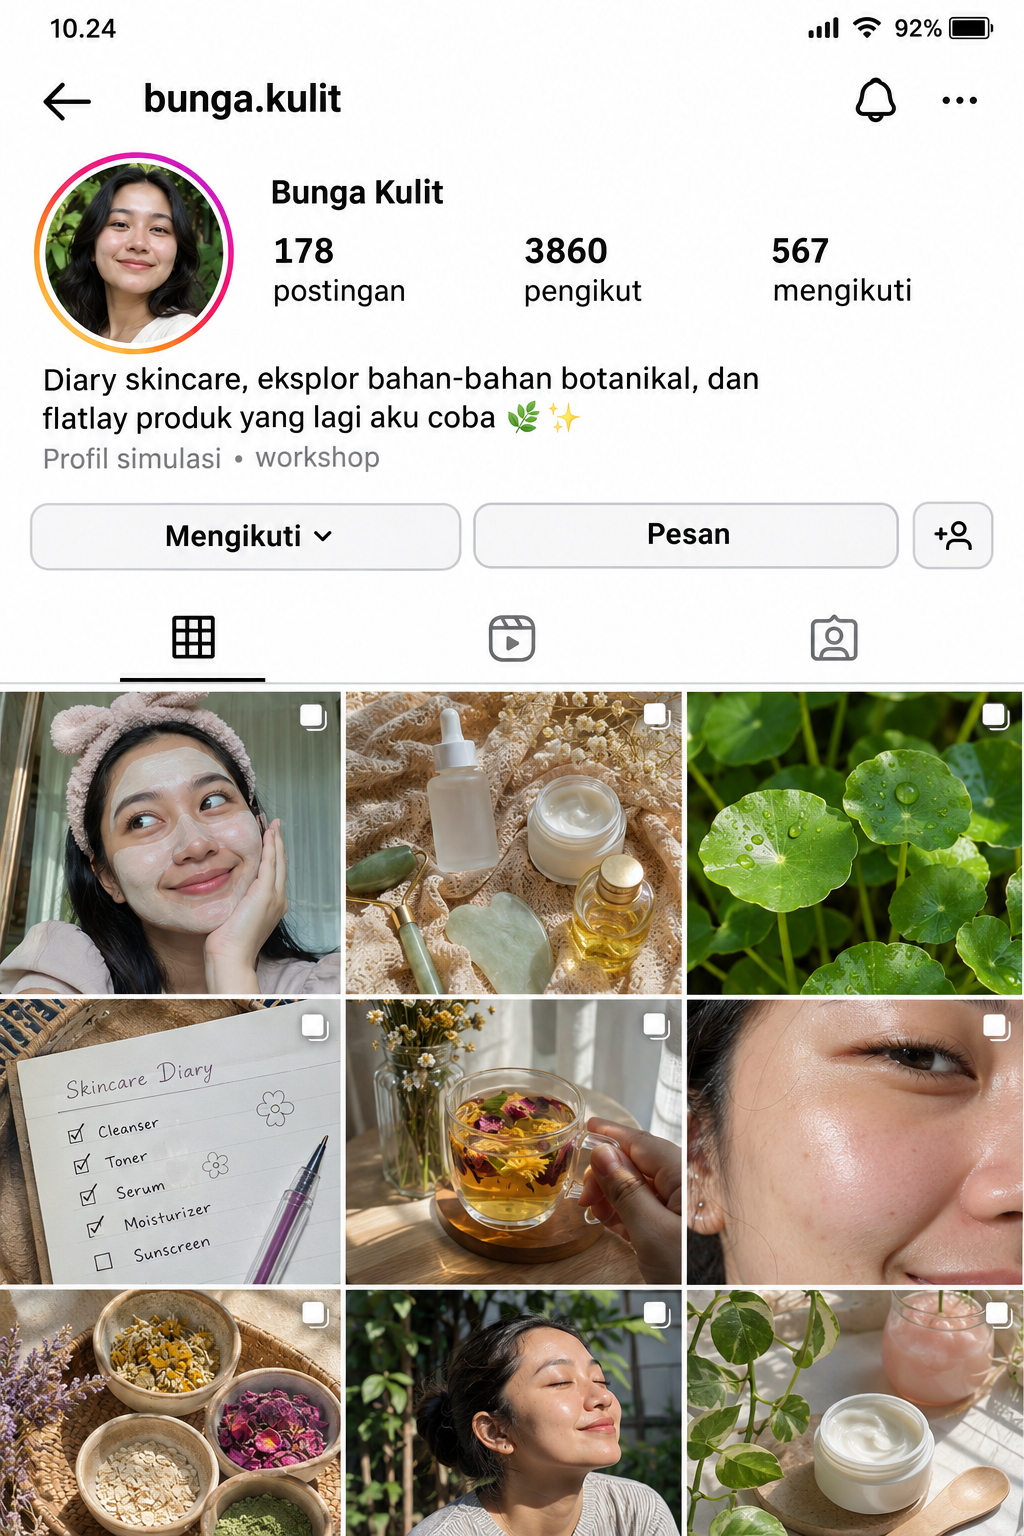 10.24
92%
bunga.kulit
Bunga Kulit
178 3860 567
postingan pengikut mengikuti
Diary skincare, eksplor bahan-bahan botanikal, dan
flatlay produk yang lagi aku coba 🌿 ✨
Profil simulasi • workshop
Mengikuti
Pesan
Skincare Diary
Cleanser
Toner
Serum
Moisturizer
Sunscreen